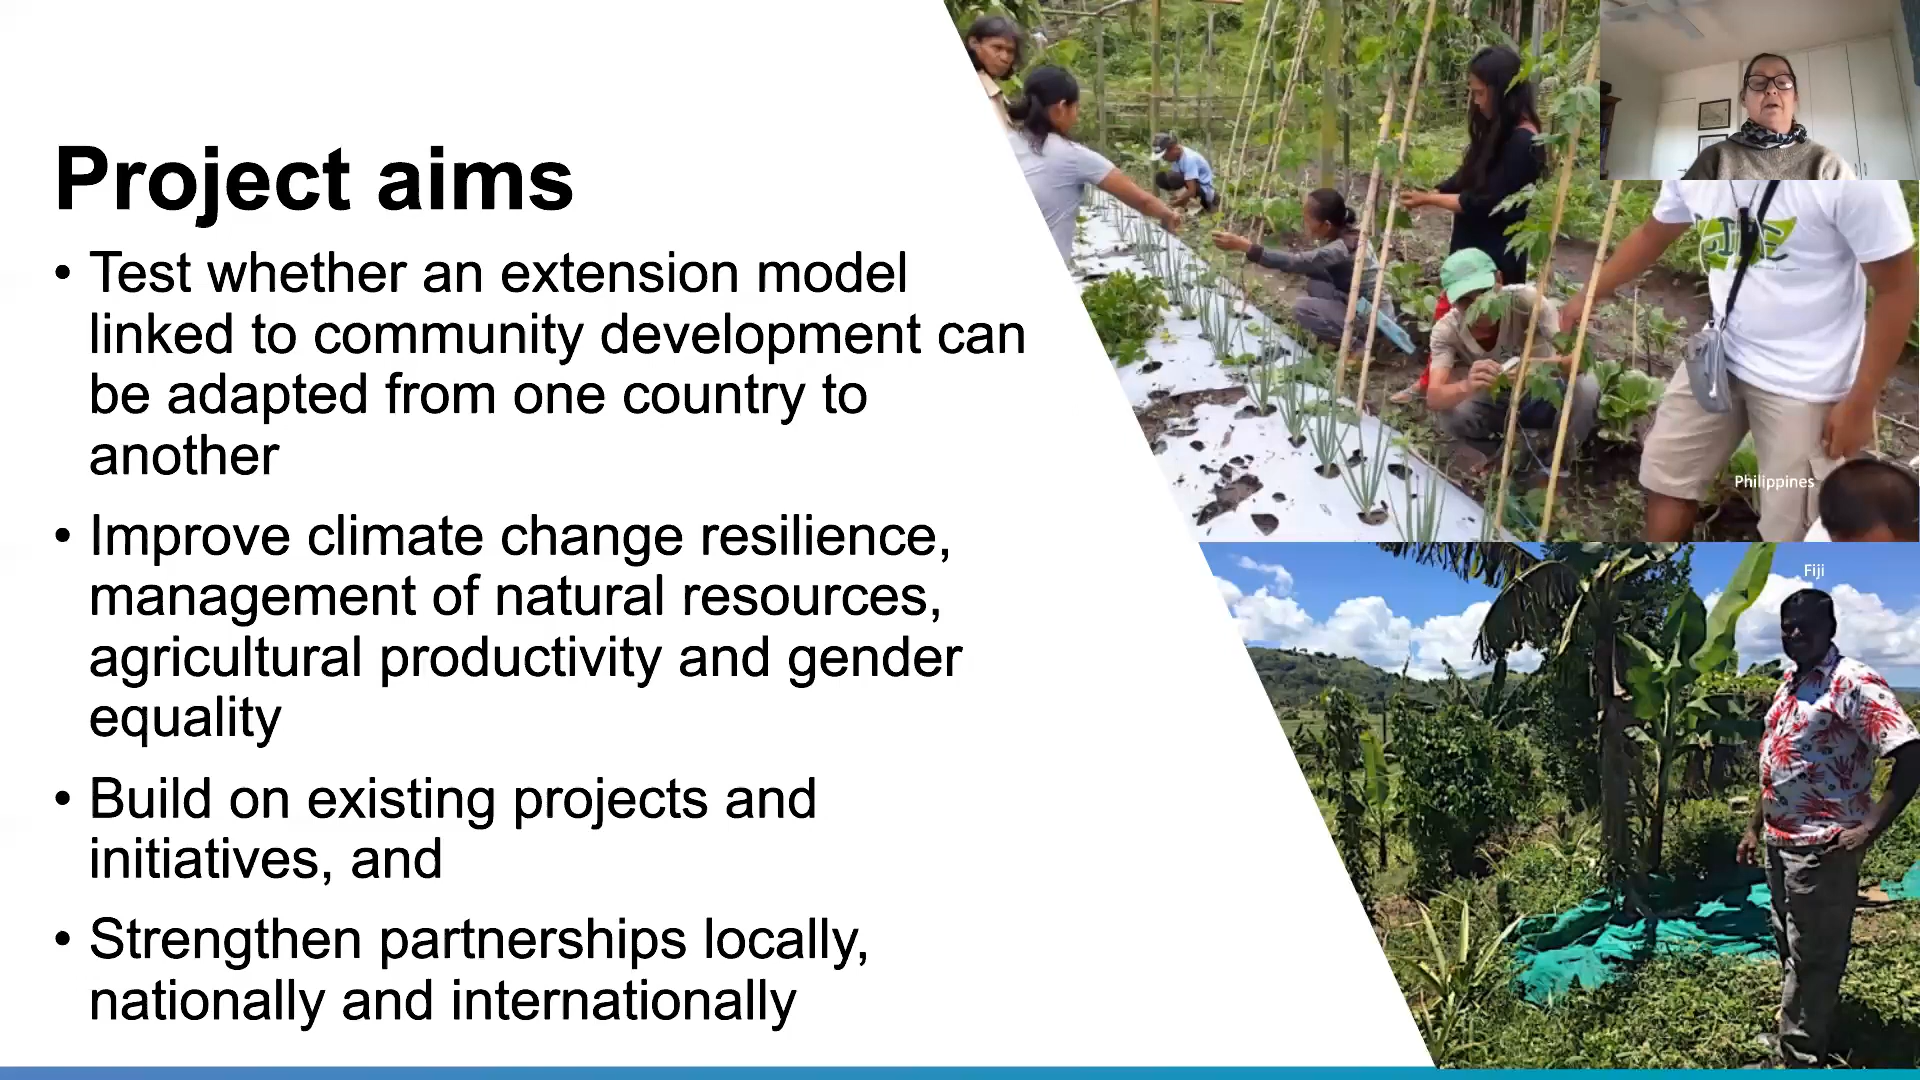 Project aims
• Test whether an extension model
linked to community development can
be adapted from one country to
another
• Improve climate change resilience,
management of natural resources,
agricultural productivity and gender
equality
• Build on existing projects and
initiatives, and
• Strengthen partnerships locally,
nationally and internationally
Philippines
Fiji